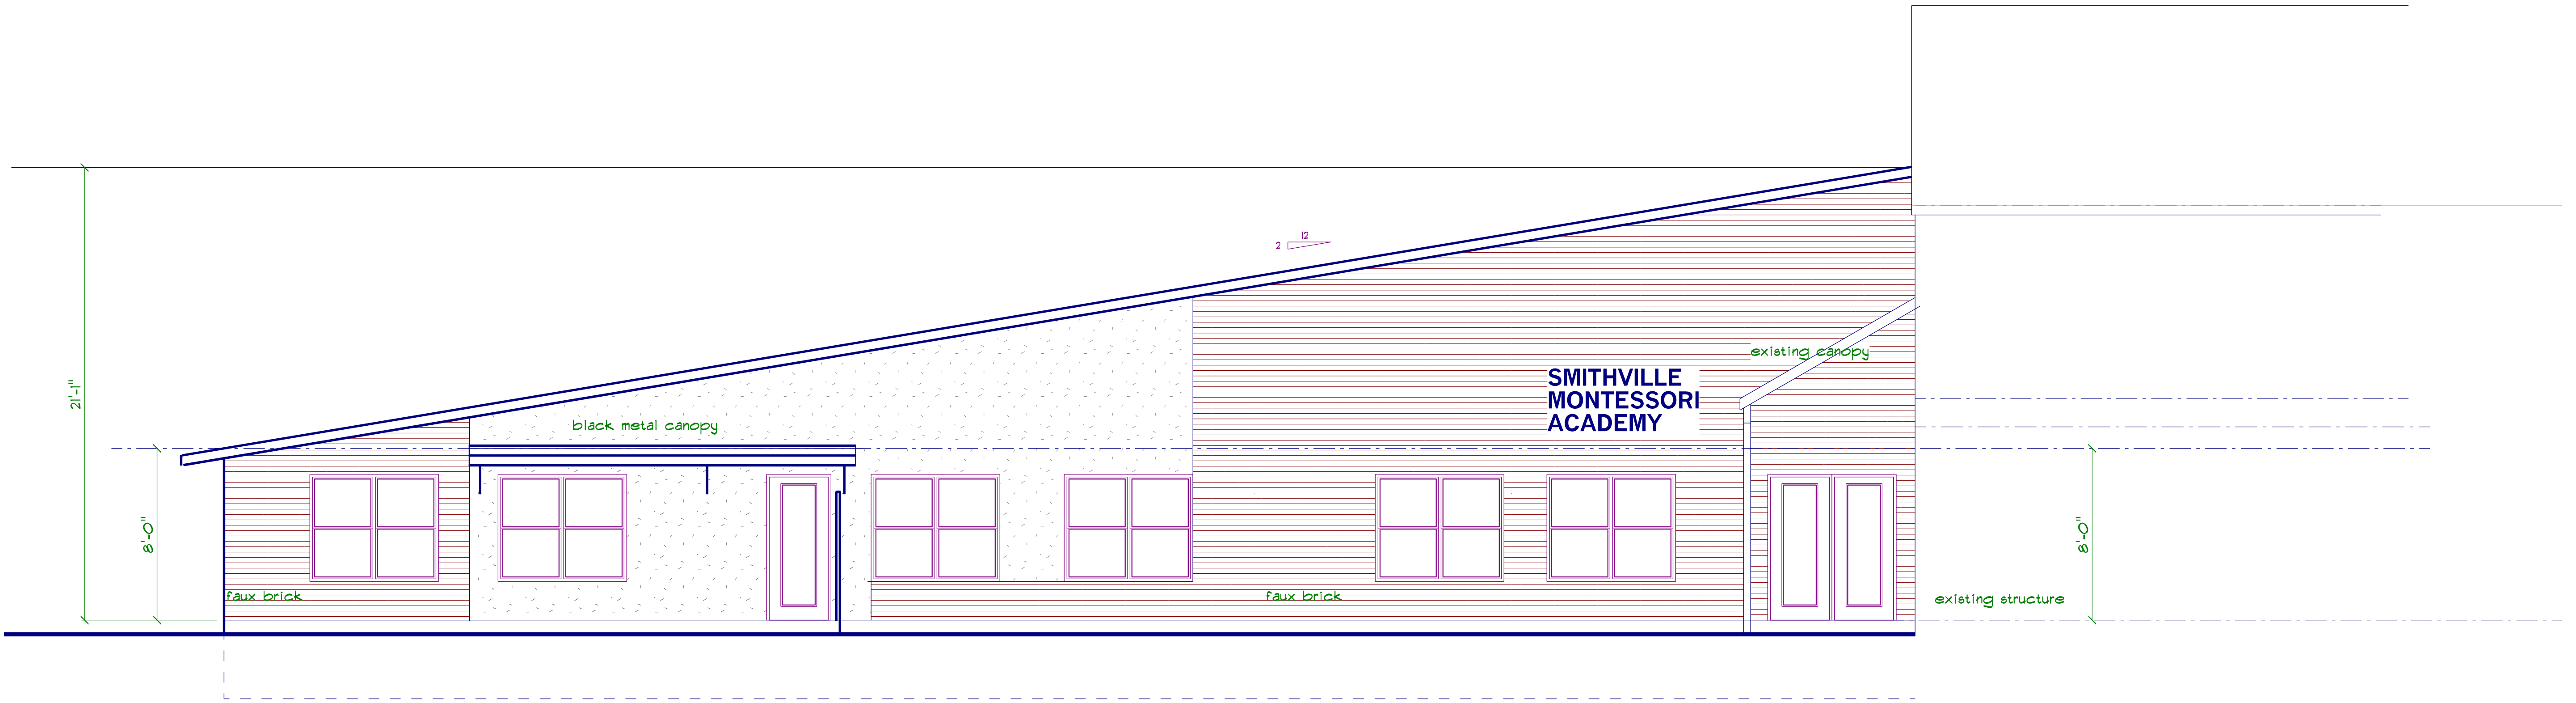 12
2
existing canopy
SMITHVILLE
MONTESSORI
ACADEMY
21'-1"
black metal canopy
8'-0"
8'-0"
faux brick
faux brick
existing structure